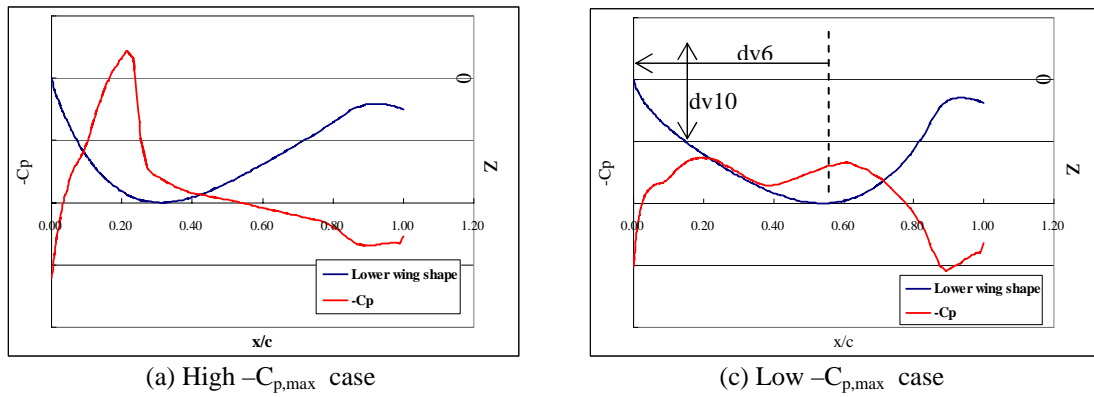 0
-Cp
Z
0.00 0.20 0.40 0.60 0.80 1.00 1.20
Lower wing shape
-Cp
x/c
(a) High –Cp,max case
dv6
0
dv10
-Cp
Z
0.00 0.20 0.40 0.60 0.80 1.00 1.20
Lower wing shape
-Cp
x/c
(c) Low –Cp,max case